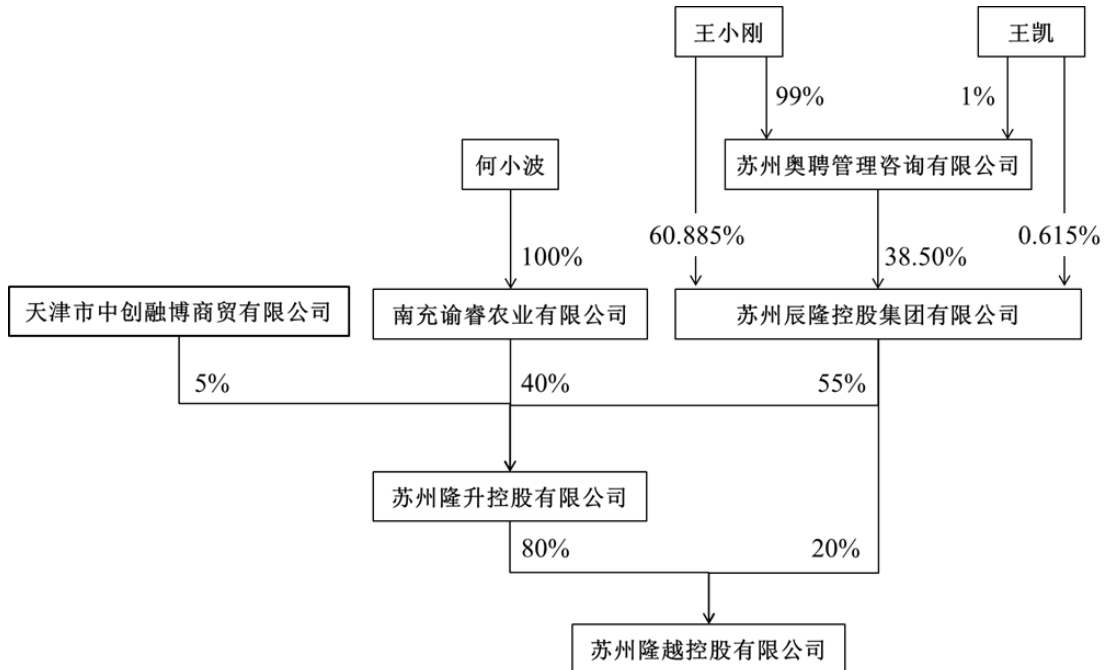 王小刚
王凯
99%
1%
何小波
苏州奥聘管理咨询有限公司
60.885%
38.50%
0.615%
100%
天津市中创融博商贸有限公司
南充谕睿农业有限公司
苏州辰隆控股集团有限公司
5%
40%
55%
苏州隆升控股有限公司
80%
20%
苏州隆越控股有限公司